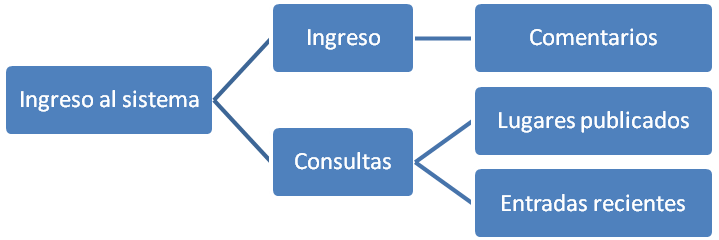 Ingreso al sistema
Ingreso
Comentarios
Consultas
Lugares publicados
Entradas recientes